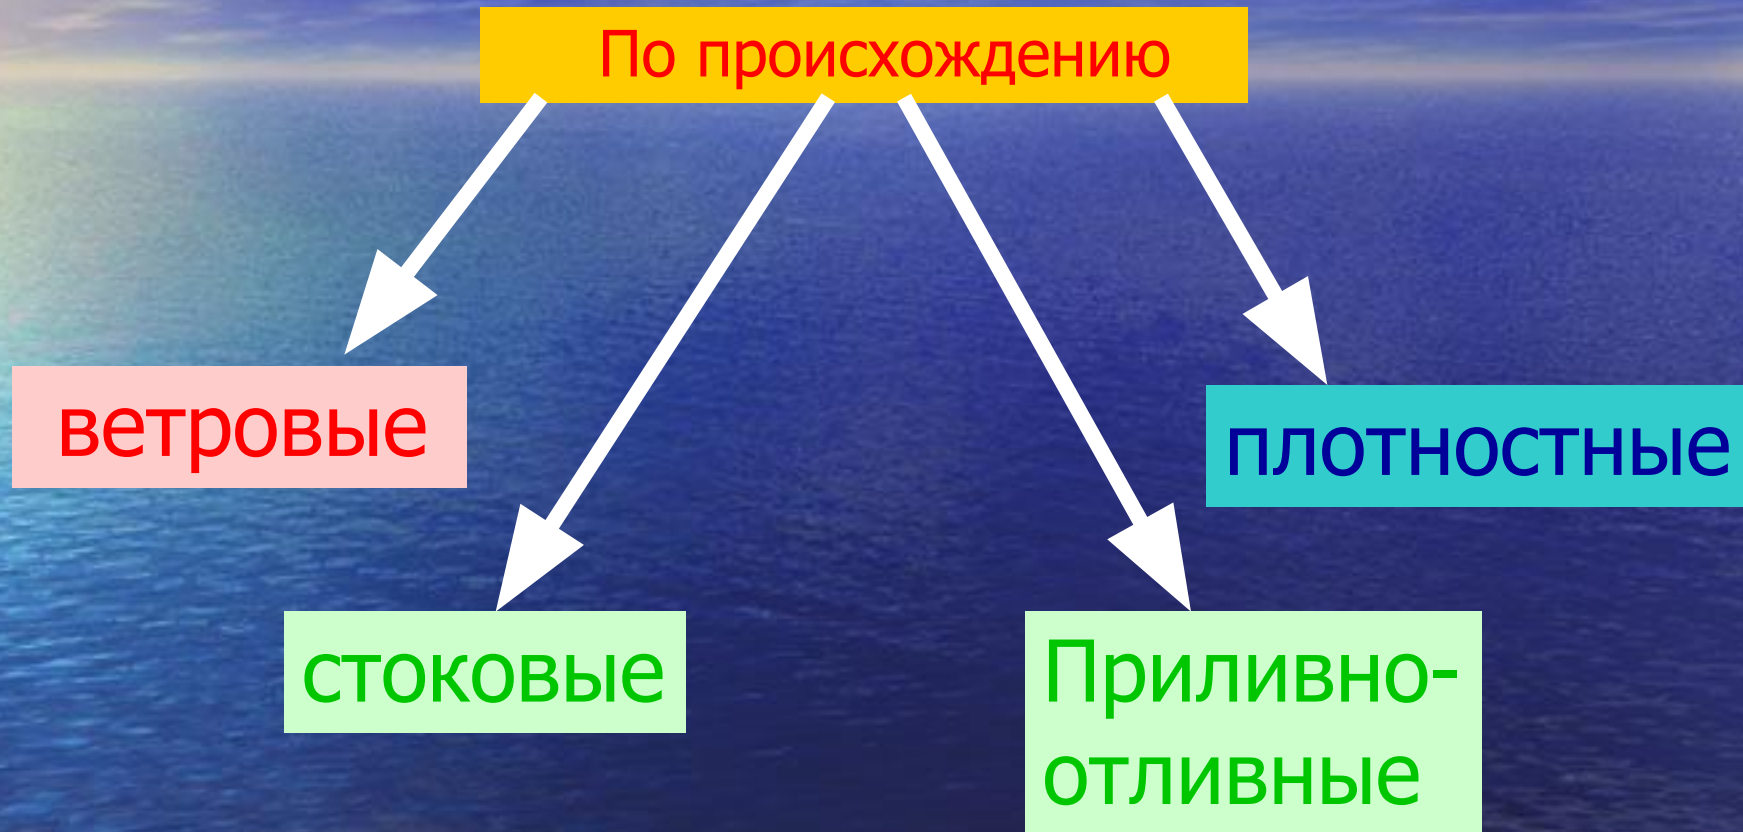 По происхождению
ветровые
плотностные
стоковые
Приливно-
отливные